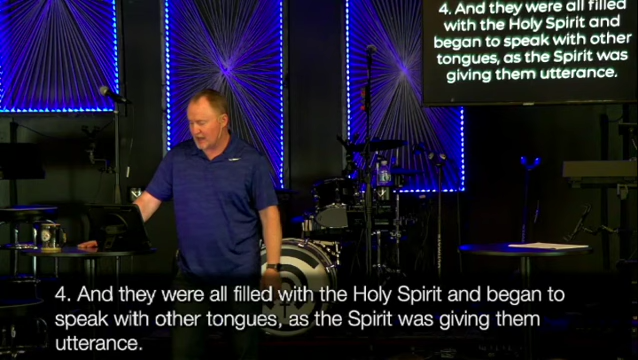 4. And they were all filled
with the Holy Spirit and
began to speak with other
tongues, as the Spirit was
giving them utterance.
4. And they were all filled with the Holy Spirit and began to
speak with other tongues, as the Spirit was giving them
utterance.